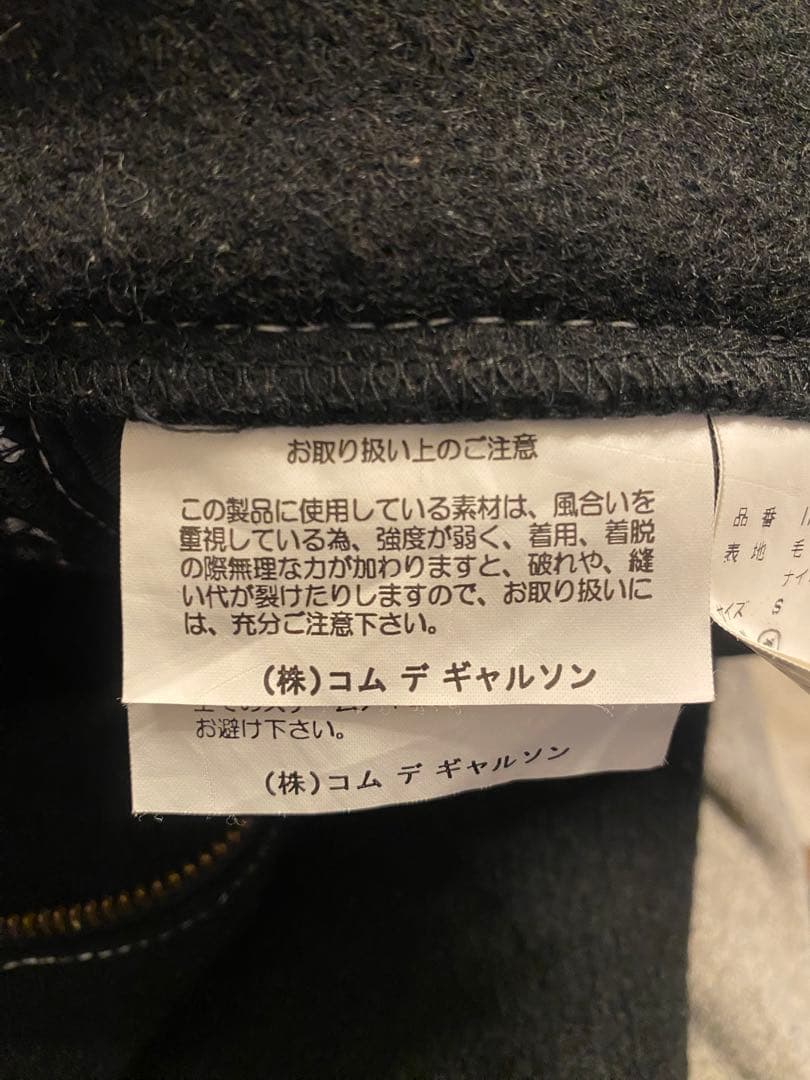 お取り扱い上のご注意
この製品に使用している素材は、風合いを
重視している為、強度が弱く、着用、着脱
の際無理な力が加わりますと、破れや、縫
い代が裂けたりしますので、お取り扱いに
は、充分ご注意下さい。
(株)コム デ ギャルソン
お避け下さい。
(株)コム デ ギャルソン
品番
表地 毛
ナイ
イズ S